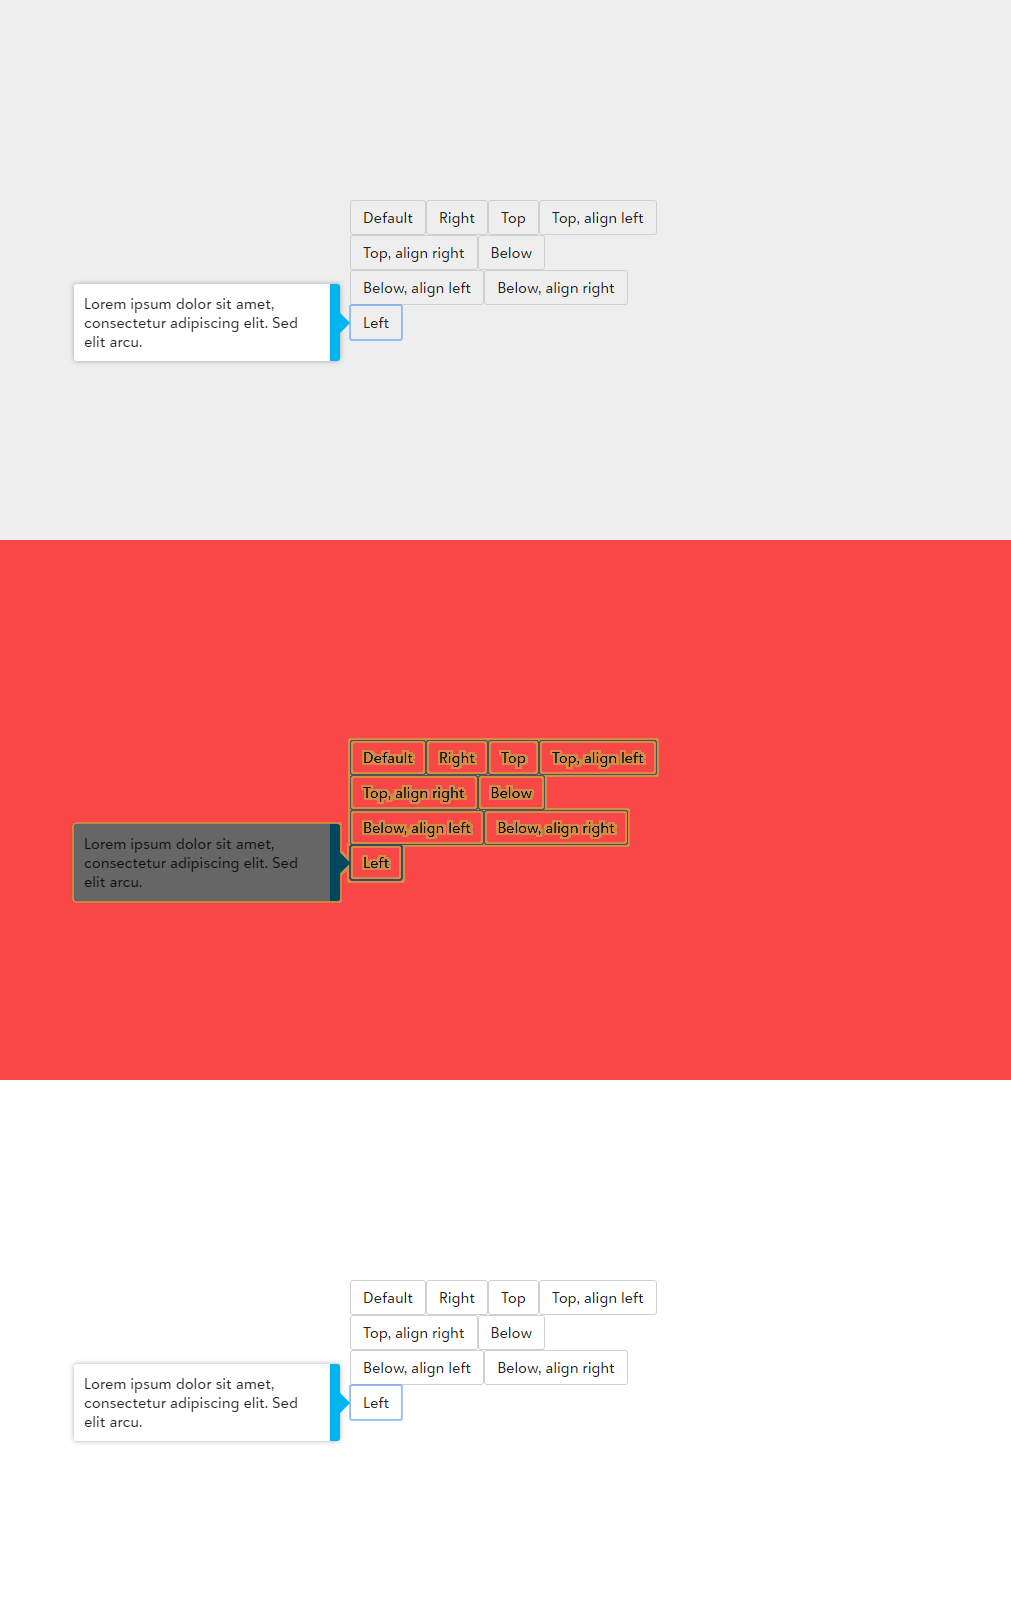 Default Right Top Top, align left
Top, align right Below
Below, align left Below, align right
Lorem ipsum dolor sit amet,
consectetur adipiscing elit. Sed
elit arcu.
Left
Default Right Top Top, align left
Top, align right Below
Below, align left Below, align right
Lorem ipsum dolor sit amet,
consectetur adipiscing elit. Sed
elit arcu.
Left
Default Right Top Top, align left
Top, align right Below
Below, align left Below, align right
Lorem ipsum dolor sit amet,
consectetur adipiscing elit. Sed
elit arcu.
Left